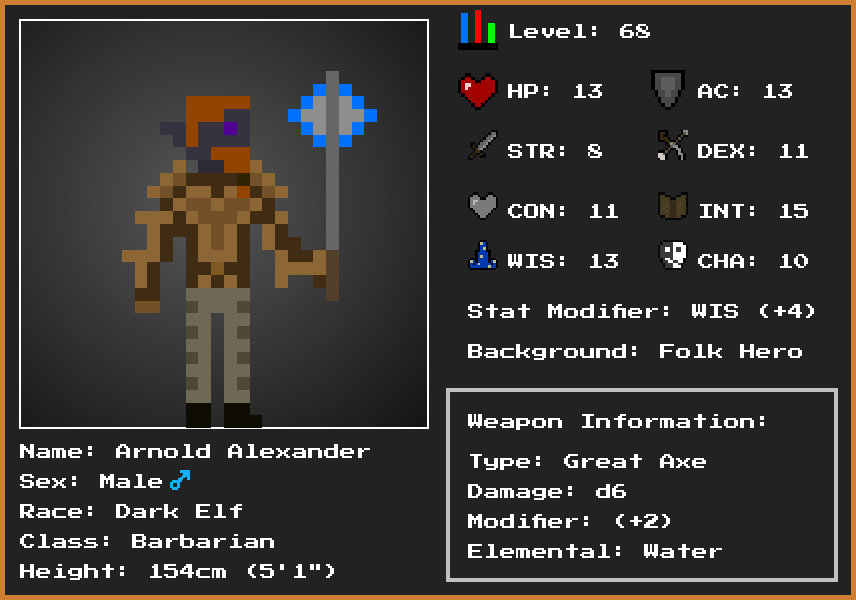 Level: 68
HP: 13
AC: 13
STR: 8
DEX: 11
CON: 11
INT: 15
WIS: 13
CHA: 10
Stat Modifier: WIS (+4)
Background: Folk Hero
Weapon Information:
Type: Great Axe
Damage: d6
Modifier: (+2)
Elemental: Water
Name: Arnold Alexander
Sex: Male♂
Race: Dark Elf
Class: Barbarian
Height: 154cm (5'1")